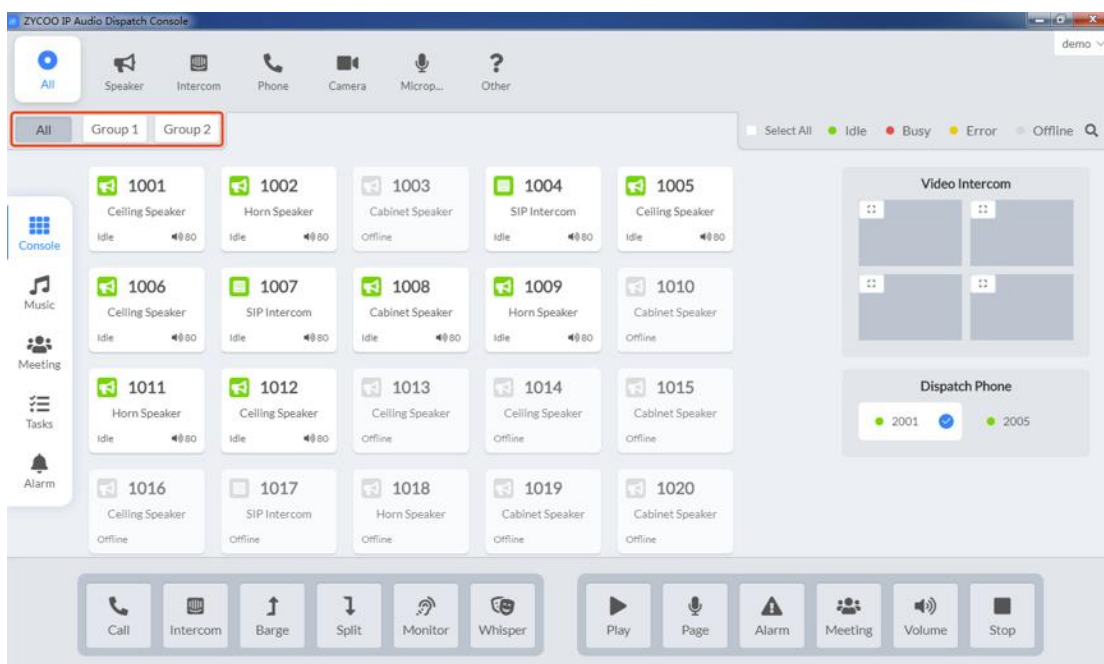 ZYCOO IP Audio Dispatch Console
demo
All Speaker Intercom Phone Camera Microp... Other
All Group 1 Group 2 Select All Idle Busy Error Offline
Console
Music
Meeting
Tasks
Alarm
1001 1002 1003 1004 1005
Ceiling Speaker Horn Speaker Cabinet Speaker SIP Intercom Ceiling Speaker
Idle 80 Idle 80 Offline Idle 80 Idle 80
1006 1007 1008 1009 1010
Ceiling Speaker SIP Intercom Cabinet Speaker Horn Speaker Cabinet Speaker
Idle 80 Idle 80 Idle 80 Idle 80 Offline
1011 1012 1013 1014 1015
Horn Speaker Ceiling Speaker Ceiling Speaker Ceiling Speaker Cabinet Speaker
Idle 80 Idle 80 Offline Offline Offline
1016 1017 1018 1019 1020
Ceiling Speaker SIP Intercom Horn Speaker Cabinet Speaker Cabinet Speaker
Offline Offline Offline Offline Offline
Video Intercom
Dispatch Phone
2001 2005
Call Intercom Barge Split Monitor Whisper Play Page Alarm Meeting Volume Stop